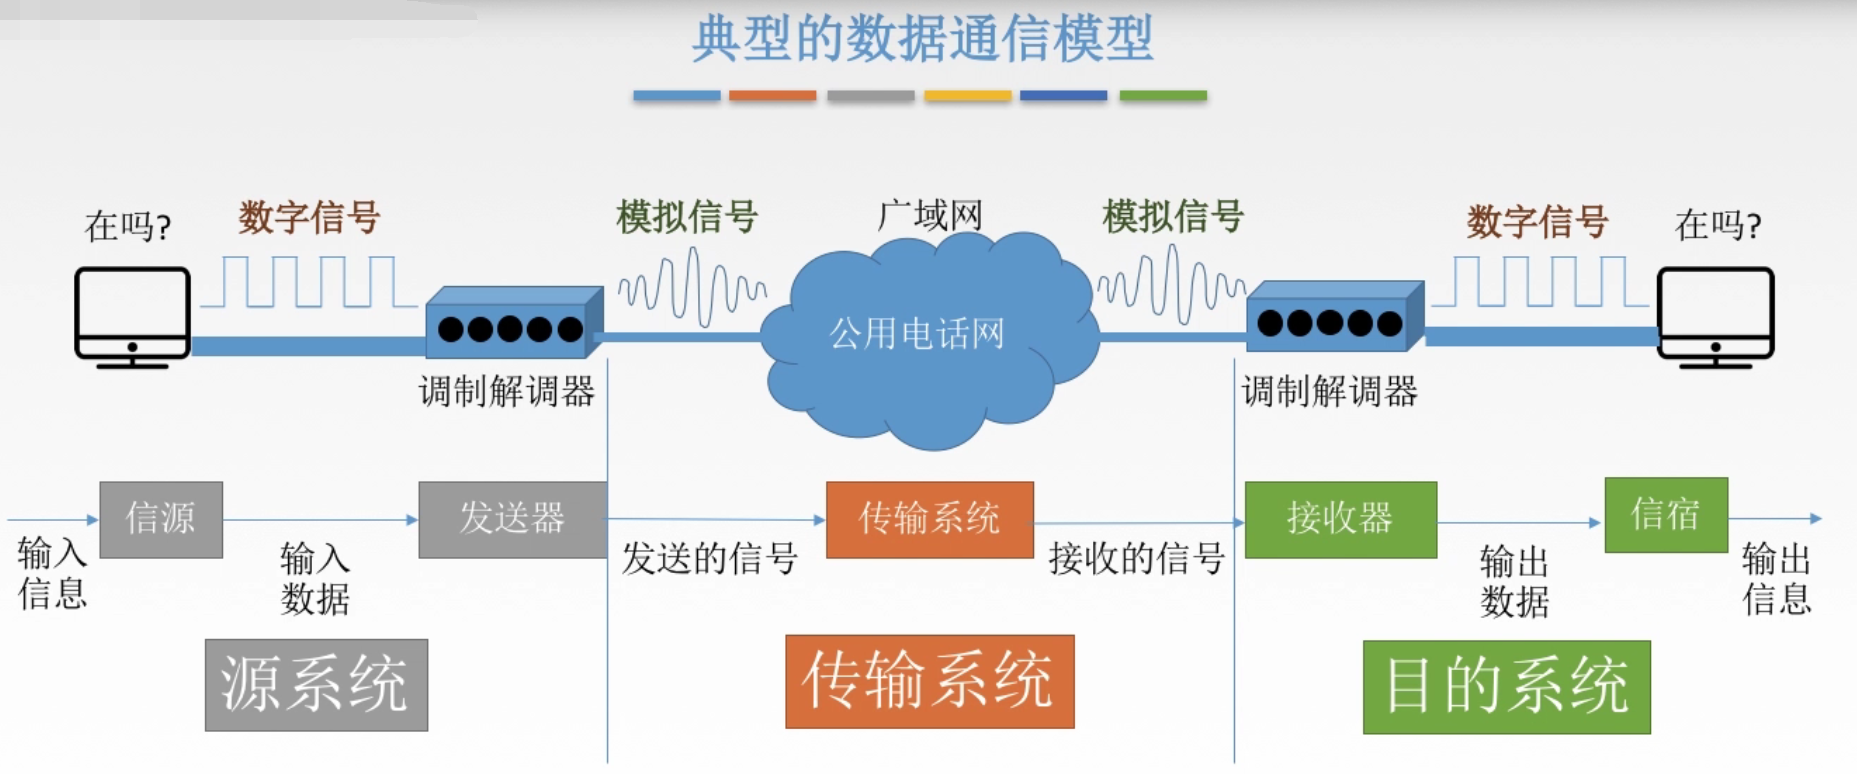 典型的数据通信模型
在吗?
数字信号
模拟信号
广域网
模拟信号
数字信号
在吗?
公用电话网
调制解调器
调制解调器
信源
发送器
传输系统
接收器
信宿
输入
信息
输入
数据
发送的信号
接收的信号
输出
数据
输出
信息
源系统
传输系统
目的系统